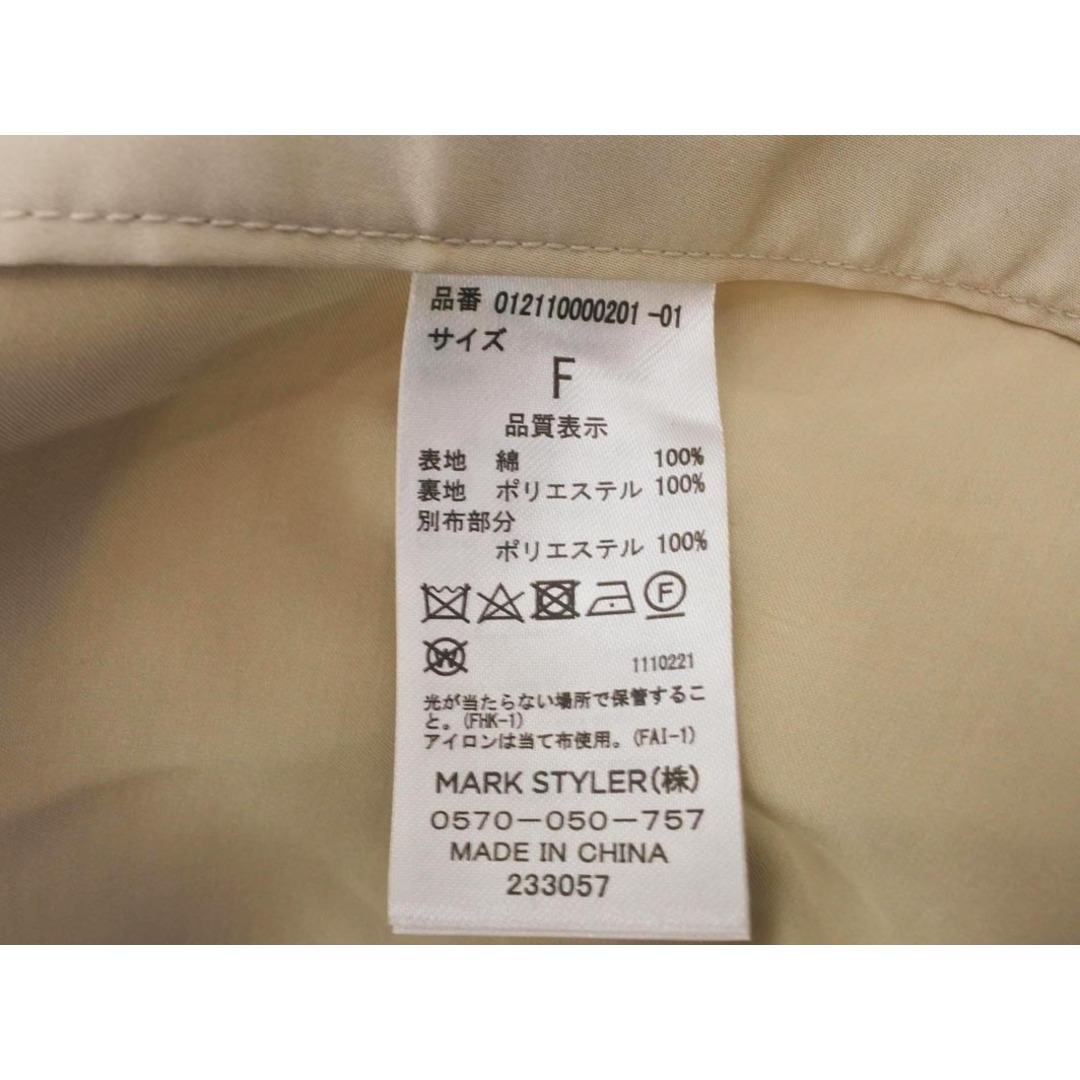 品番 012110000201-01
サイズ
F
品質表示
表地 綿 100%
裏地 ポリエステル 100%
別布部分
ポリエステル 100%
F
W
1110221
光が当たらない場所で保管するこ
と。(FHK-1)
アイロンは当て布使用。(FAI-1)
MARK STYLER(株)
0570-050-757
MADE IN CHINA
233057